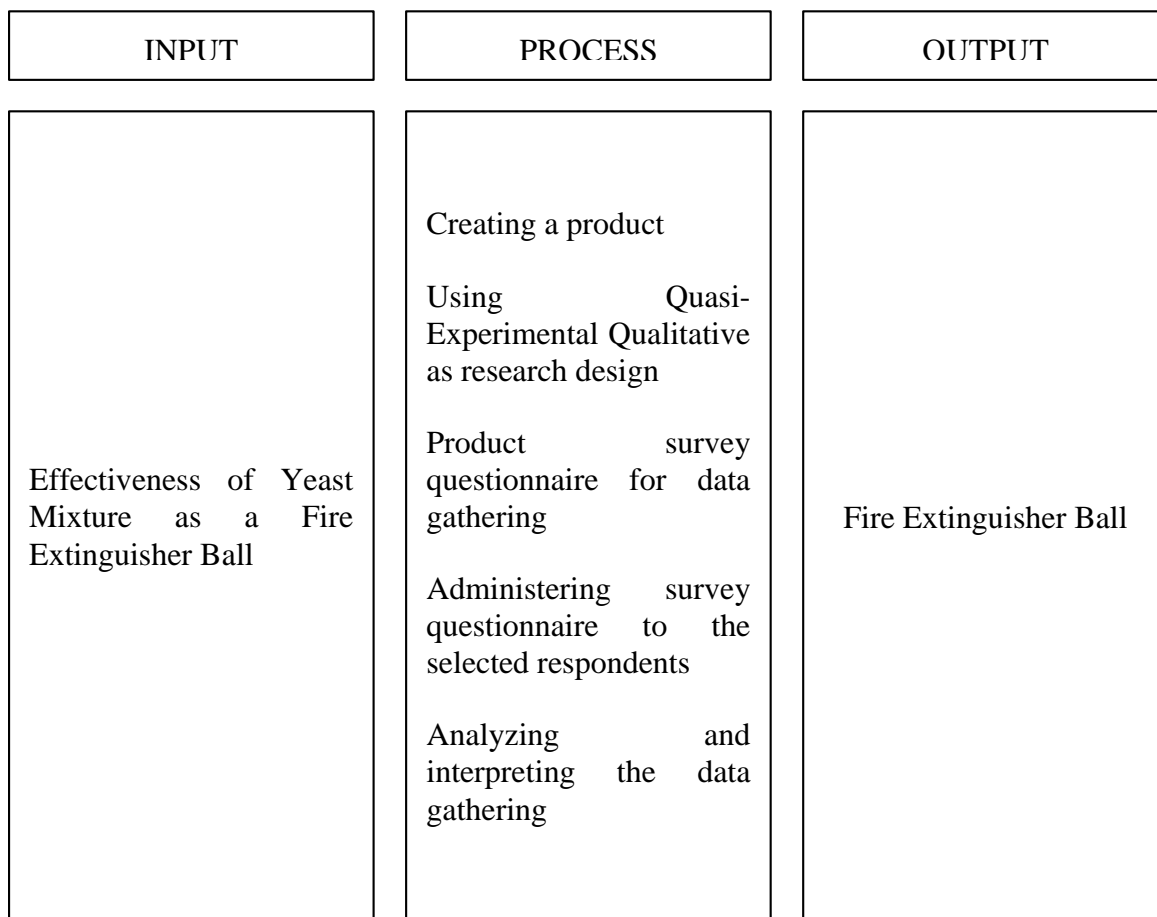 INPUT
PROCESS
OUTPUT
Effectiveness of Yeast
Mixture as a Fire
Extinguisher Ball
Creating a product
Using Quasi-
Experimental Qualitative
as research design
Product survey
questionnaire for data
gathering
Administering survey
questionnaire to the
selected respondents
Analyzing and
interpreting the data
gathering
Fire Extinguisher Ball